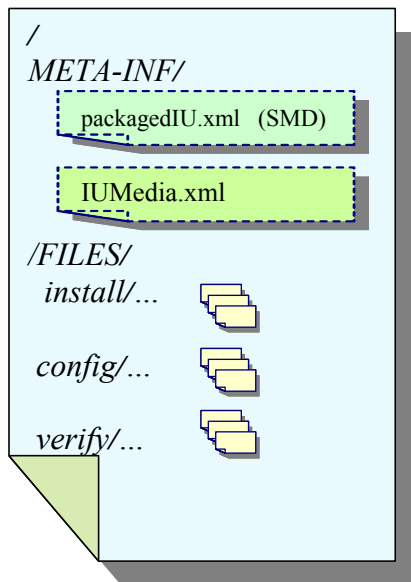 /
META-INF/
packagedIU.xml (SMD)
IUMedia.xml
/FILES/
install/...
config/...
verify/...